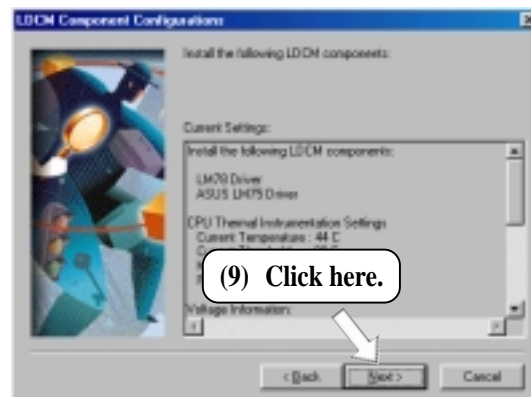 LDCM Component Configurations
Install the following LDCM components:
Current Settings:
Install the following LDCM components:
LM78 Driver
ASUS LM75 Driver
CPU Thermal Instrumentation Settings
Current Temperature : 44 C
(9) Click here.
Voltage Information:
< Back
Next >
Cancel